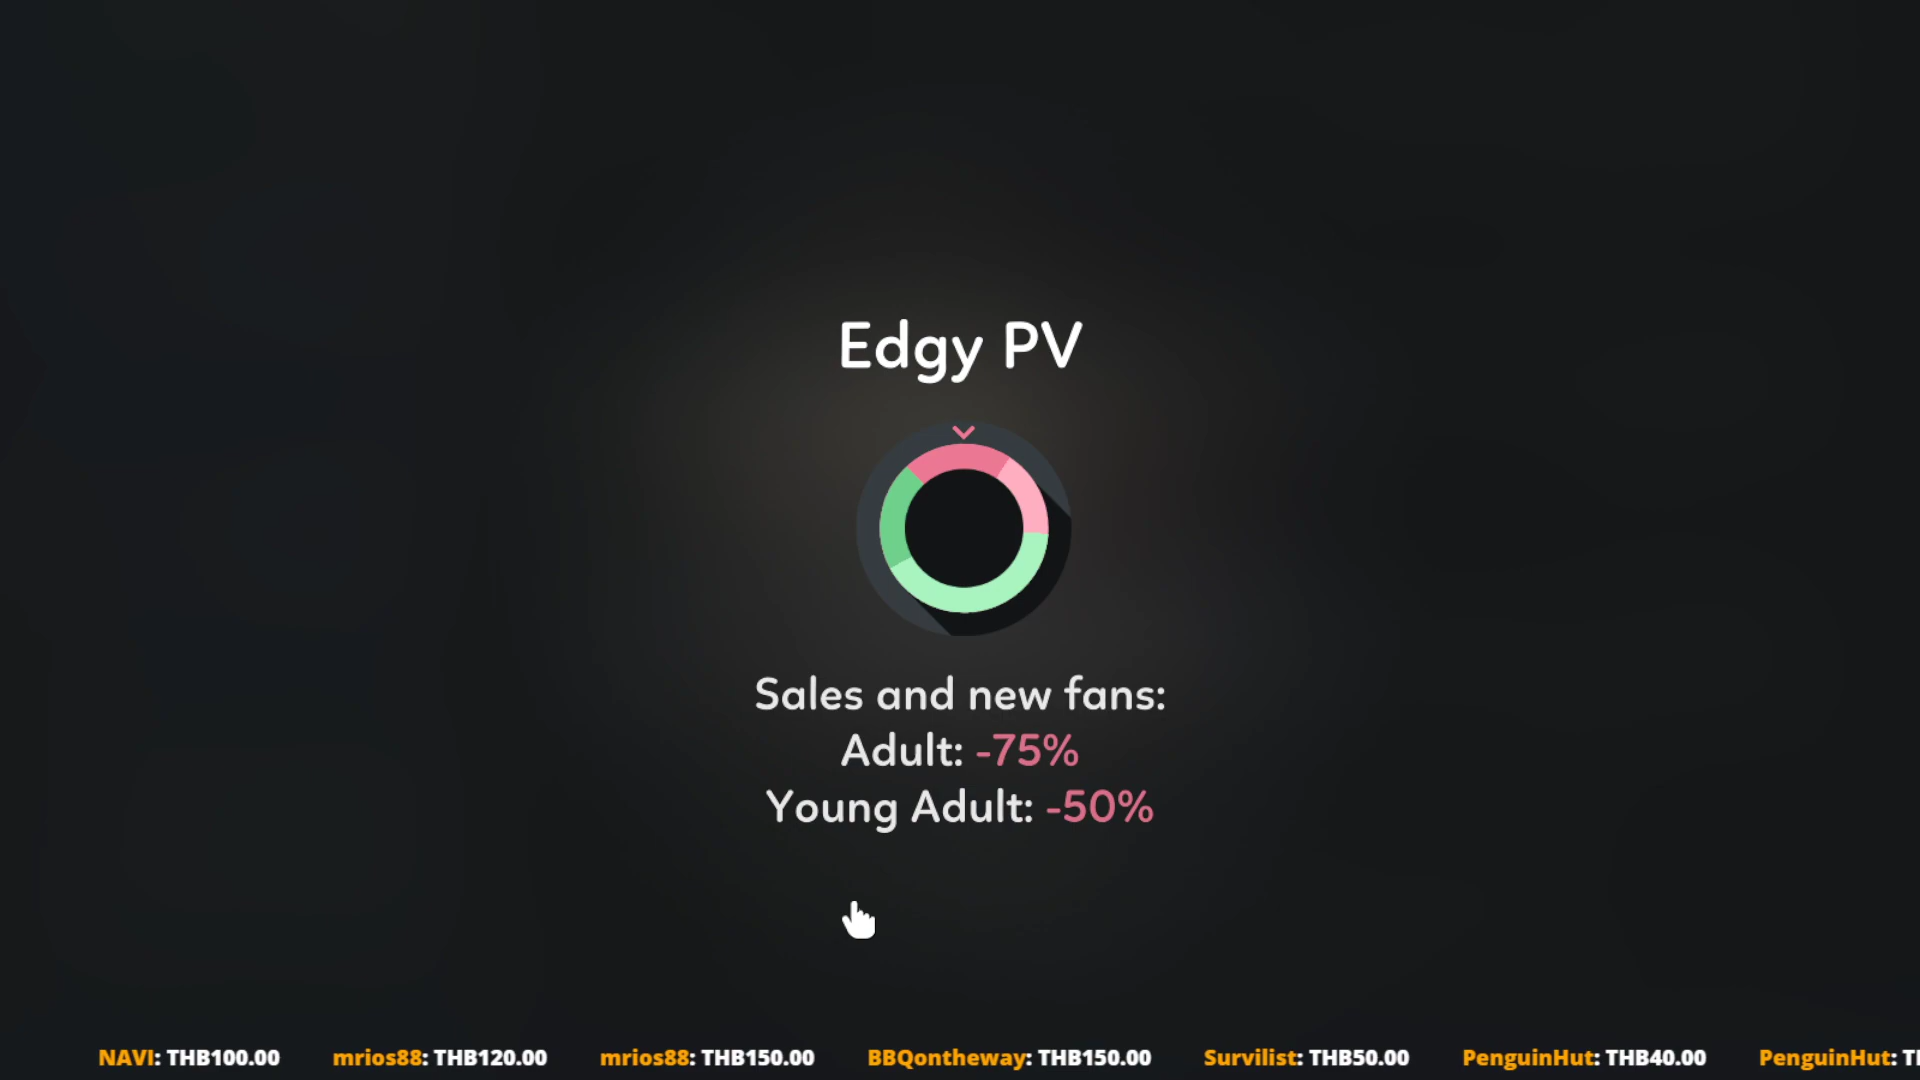 Edgy PV
Sales and new fans:
Adult: -75%
Young Adult: -50%
NAVI: THB100.00 mrios88: THB120.00 mrios88: THB150.00 BBQontheway: THB150.00 Survilist: THB50.00 PenguinHut: THB40.00 PenguinHut: